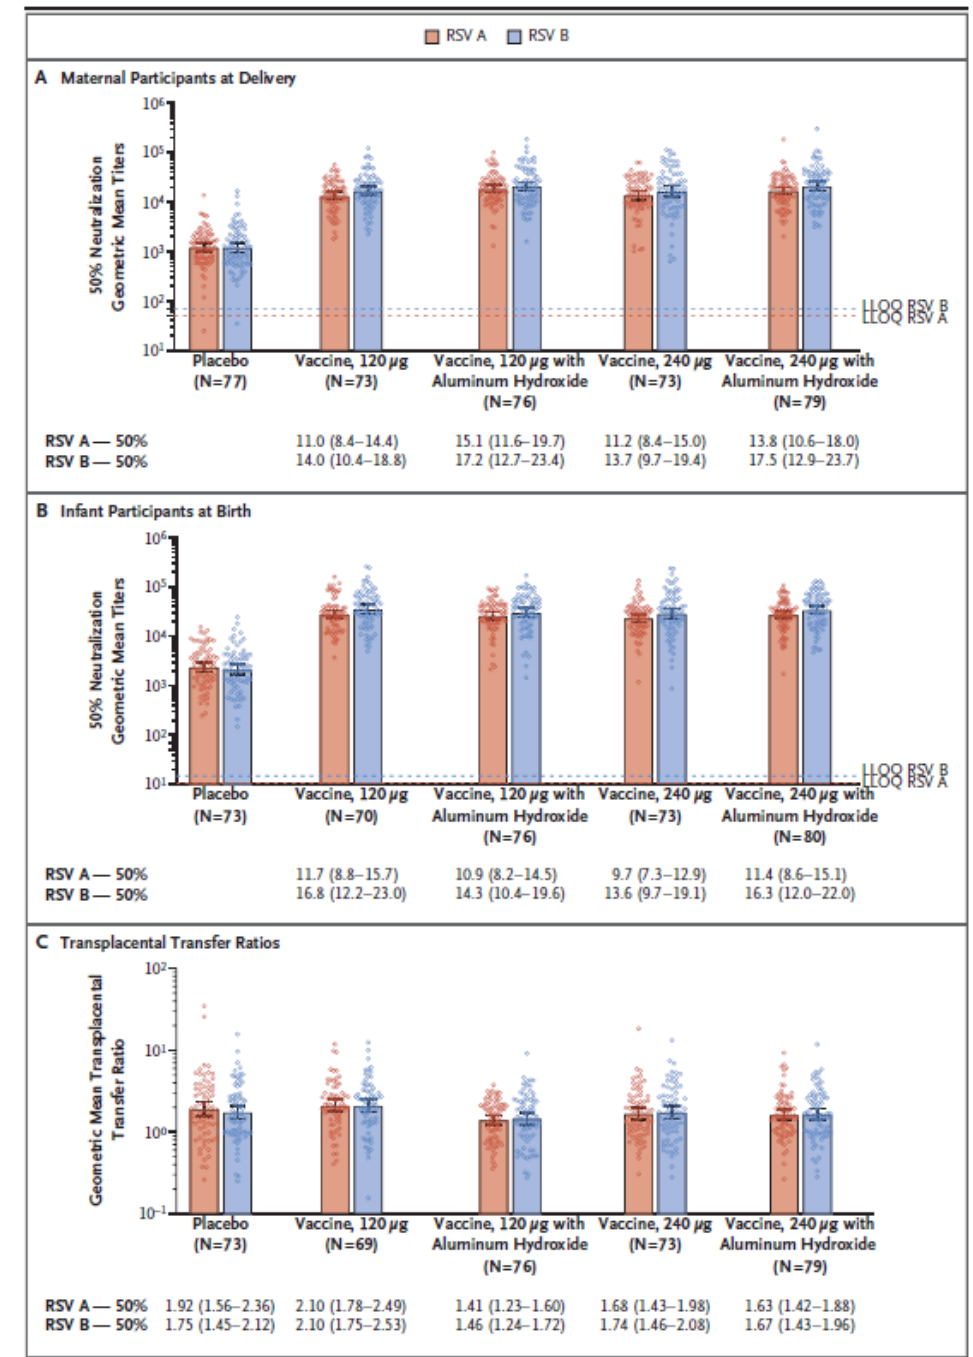 RSV A RSV B
A Maternal Participants at Delivery
50% Neutralization
Geometric Mean Titers
10⁶
10⁵
10⁴
10³
10²
10¹
LLOQ RSV B
LLOQ RSV A
Placebo Vaccine, 120 µg Vaccine, 120 µg with Vaccine, 240 µg Vaccine, 240 µg with
(N=77) (N=73) Aluminum Hydroxide (N=73) Aluminum Hydroxide
(N=76) (N=79)
RSV A — 50% 11.0 (8.4–14.4) 15.1 (11.6–19.7) 11.2 (8.4–15.0) 13.8 (10.6–18.0)
RSV B — 50% 14.0 (10.4–18.8) 17.2 (12.7–23.4) 13.7 (9.7–19.4) 17.5 (12.9–23.7)
B Infant Participants at Birth
50% Neutralization
Geometric Mean Titers
10⁶
10⁵
10⁴
10³
10²
10¹
LLOQ RSV B
LLOQ RSV A
Placebo Vaccine, 120 µg Vaccine, 120 µg with Vaccine, 240 µg Vaccine, 240 µg with
(N=73) (N=70) Aluminum Hydroxide (N=73) Aluminum Hydroxide
(N=76) (N=80)
RSV A — 50% 11.7 (8.8–15.7) 10.9 (8.2–14.5) 9.7 (7.3–12.9) 11.4 (8.6–15.1)
RSV B — 50% 16.8 (12.2–23.0) 14.3 (10.4–19.6) 13.6 (9.7–19.1) 16.3 (12.0–22.0)
C Transplacental Transfer Ratios
Geometric Mean Transplacental
Transfer Ratio
10²
10¹
10⁰
10⁻¹
Placebo Vaccine, 120 µg Vaccine, 120 µg with Vaccine, 240 µg Vaccine, 240 µg with
(N=73) (N=69) Aluminum Hydroxide (N=73) Aluminum Hydroxide
(N=76) (N=79)
RSV A — 50% 1.92 (1.56–2.36) 2.10 (1.78–2.49) 1.41 (1.23–1.60) 1.68 (1.43–1.98) 1.63 (1.42–1.88)
RSV B — 50% 1.75 (1.45–2.12) 2.10 (1.75–2.53) 1.46 (1.24–1.72) 1.74 (1.46–2.08) 1.67 (1.43–1.96)